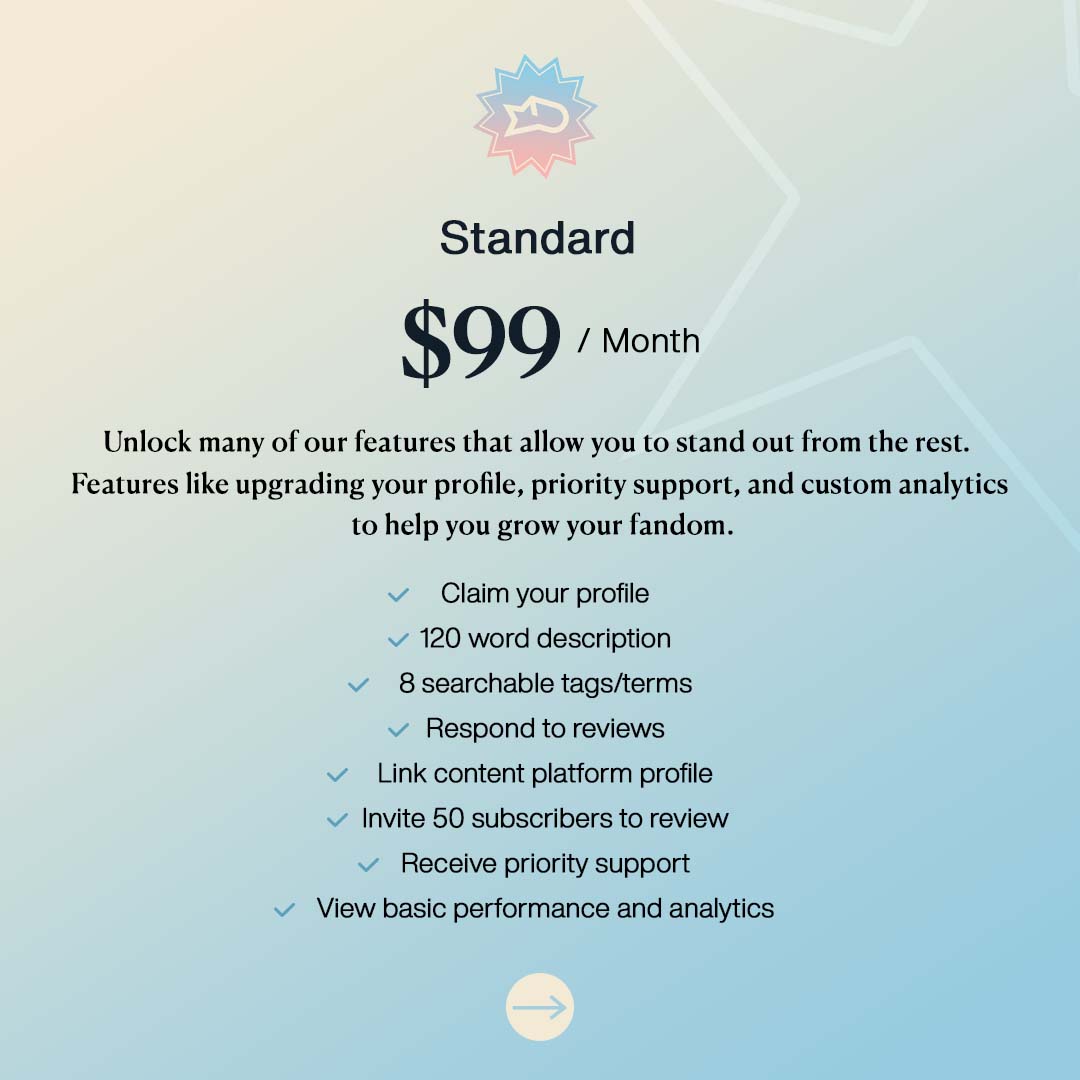 Standard
$99 / Month
Unlock many of our features that allow you to stand out from the rest.
Features like upgrading your profile, priority support, and custom analytics
to help you grow your fandom.
Claim your profile
120 word description
8 searchable tags/terms
Respond to reviews
Link content platform profile
Invite 50 subscribers to review
Receive priority support
View basic performance and analytics